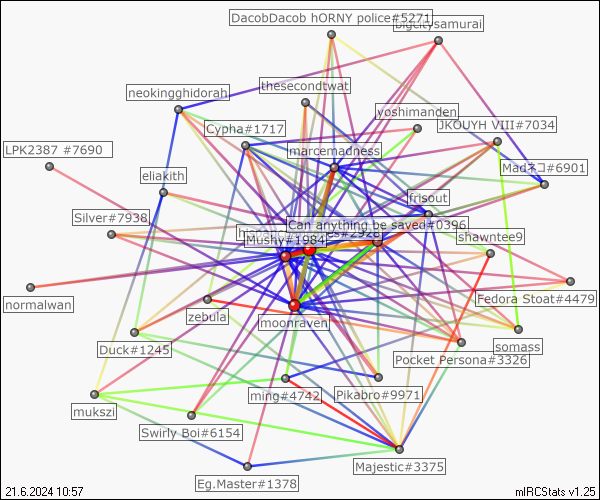 DacobDacob hORNY police#5271
bigcitysamurai
thesecondtwat
neokingghidorah
yoshimanden
Cypha#1717
JKOUYH VIII#7034
LPK2387 #7690
marcemadness
Madネコ#6901
eliakith
frisout
Silver#7938
Can anything be saved#0396
Mushy#1984
es#2928
shawntee9
normalwan
zebula
Fedora Stoat#4479
moonraven
Duck#1245
somass
Pocket Persona#3326
ming#4742
Pikabro#9971
mukszi
Swirly Boi#6154
Majestic#3375
Eg.Master#1378
21.6.2024 10:57
mIRCStats v1.25